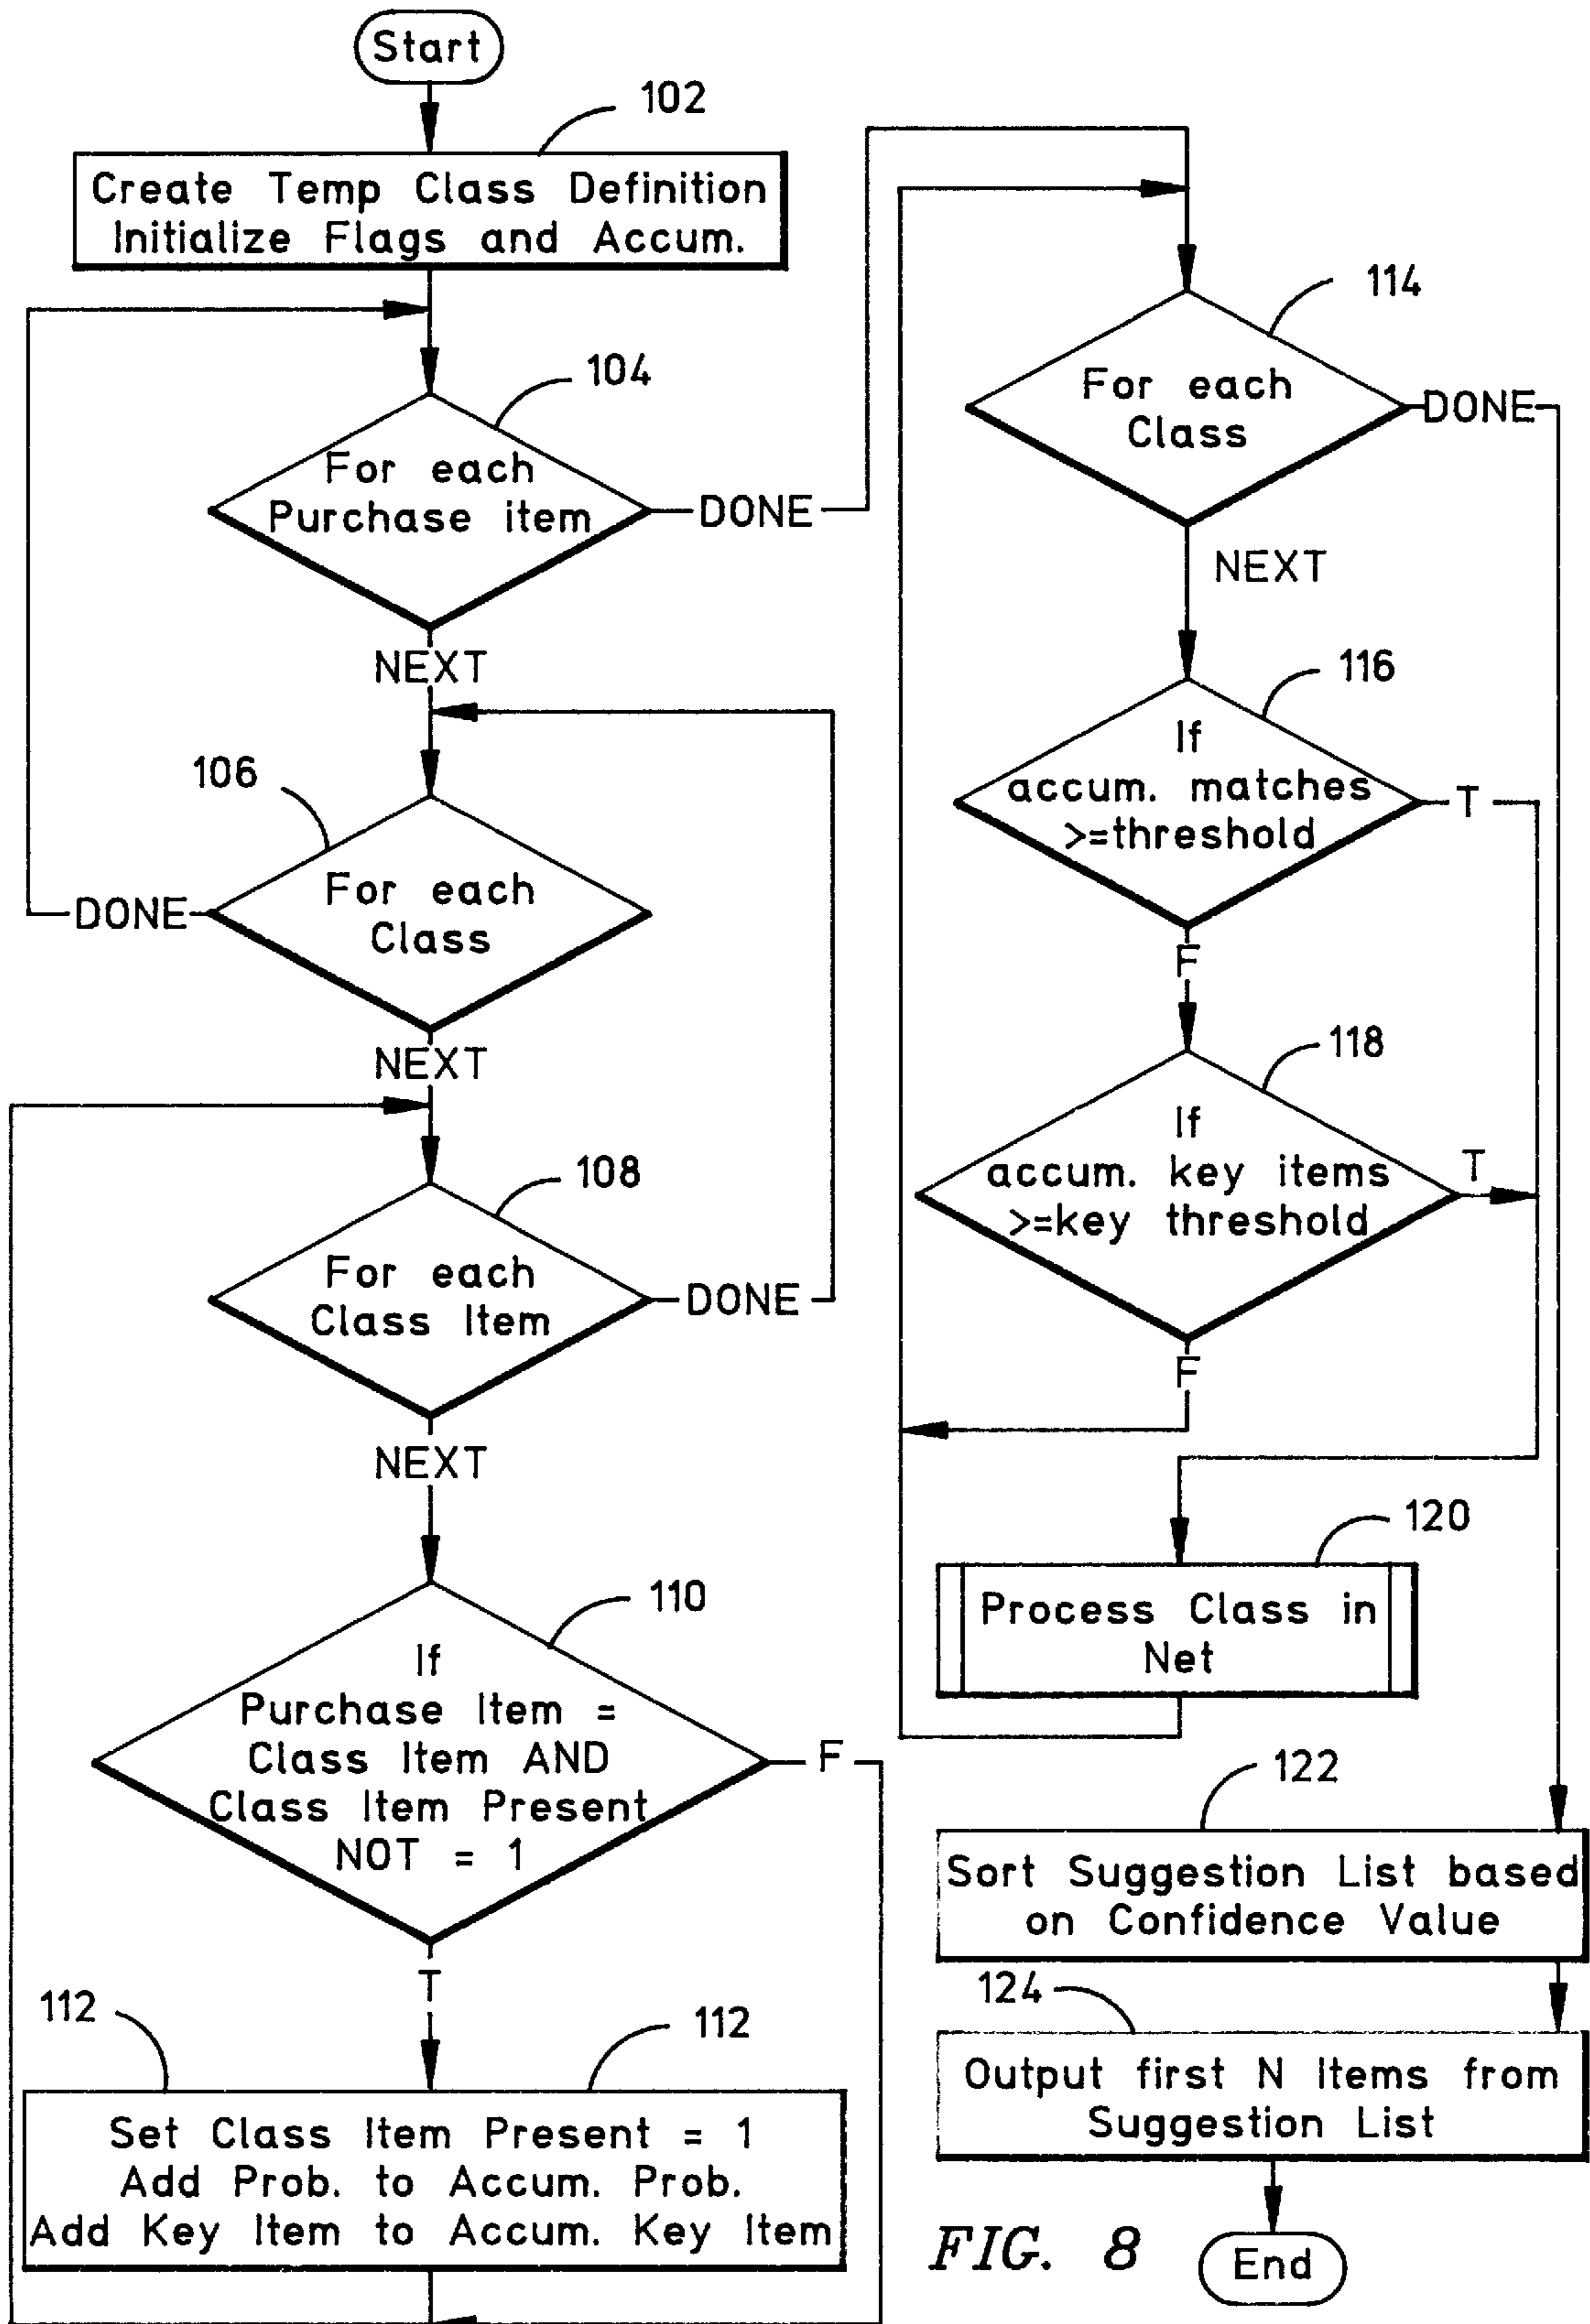 Start
102
Create Temp Class Definition
Initialize Flags and Accum.
104
For each
Purchase item
DONE
NEXT
106
For each
Class
DONE
NEXT
108
For each
Class Item
DONE
NEXT
110
If
Purchase Item =
Class Item AND
Class Item Present
NOT = 1
F
T
112
112
Set Class Item Present = 1
Add Prob. to Accum. Prob.
Add Key Item to Accum. Key Item
114
For each
Class
DONE
NEXT
116
If
accum. matches
>=threshold
T
F
118
If
accum. key items
>=key threshold
T
F
120
Process Class in
Net
122
Sort Suggestion List based
on Confidence Value
124
Output first N Items from
Suggestion List
FIG. 8
End